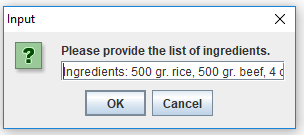 Input
Please provide the list of ingredients.
Ingredients: 500 gr. rice, 500 gr. beef, 4
OK
Cancel